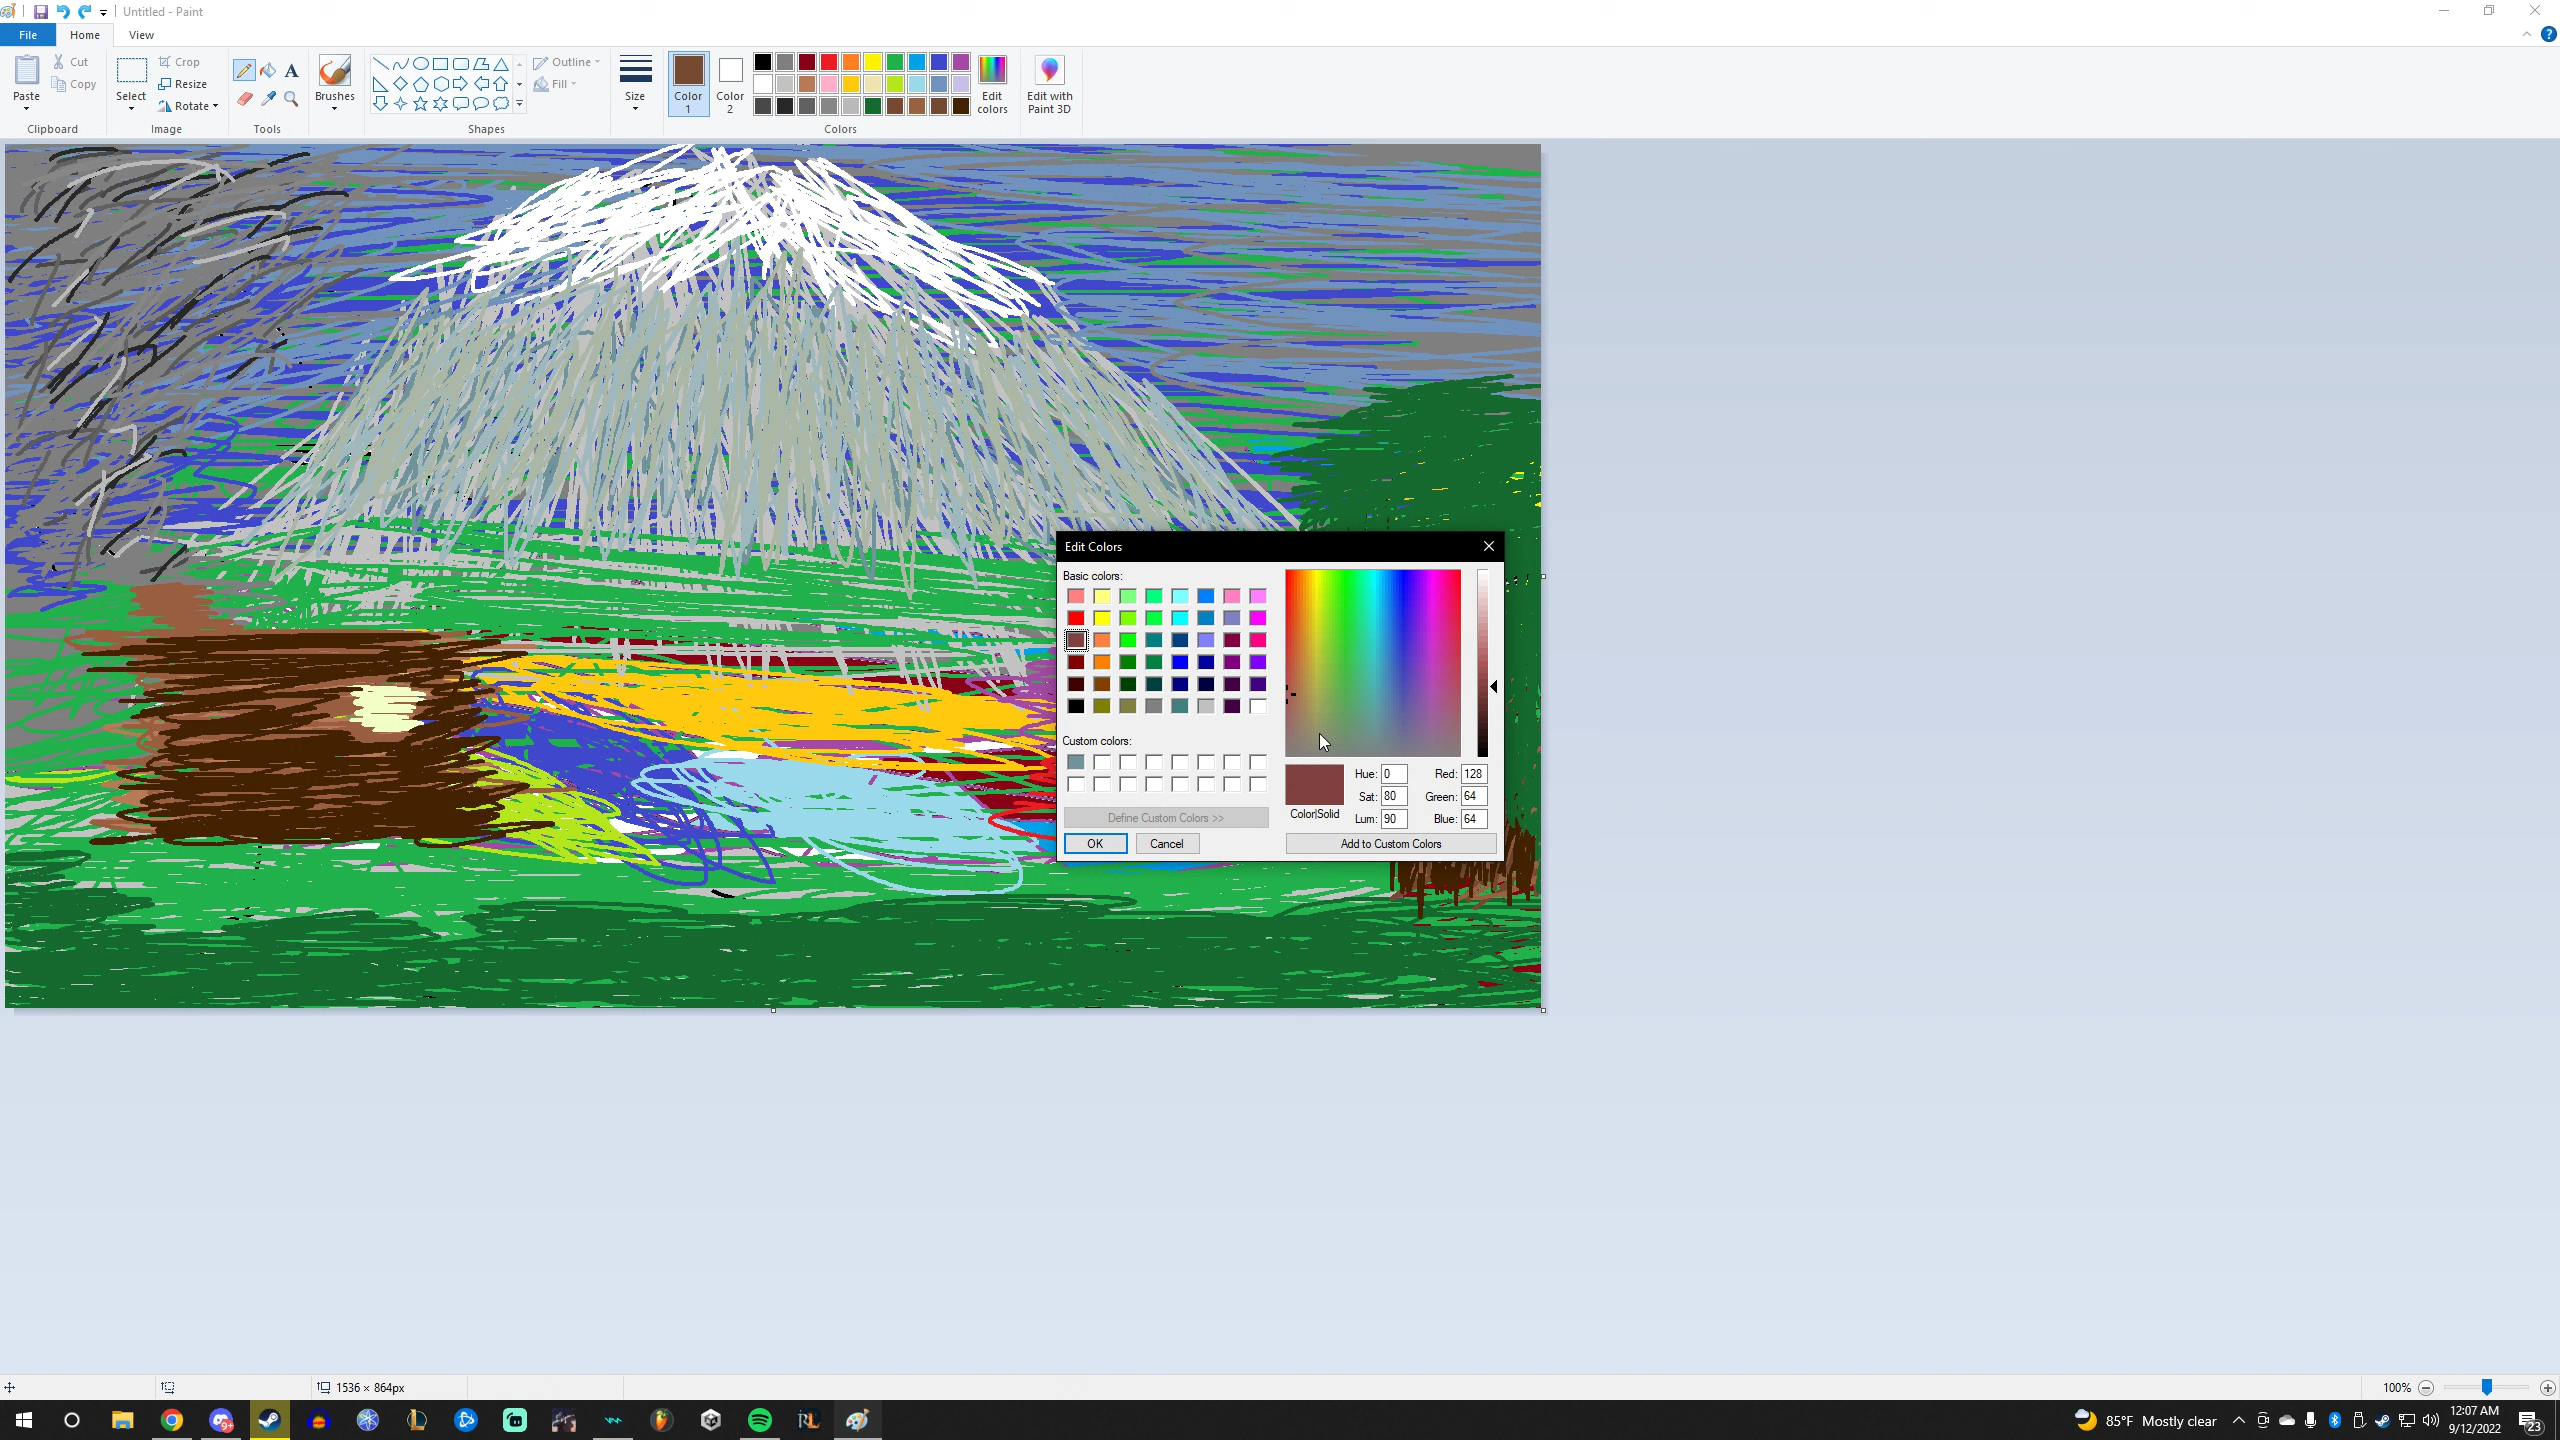 Untitled - Paint
File Home View
Paste
Cut
Copy
Clipboard
Select
Crop
Resize
Rotate
Image
A
Tools
Brushes
Outline
Fill
Shapes
Size
Color
1
Color
2
Edit
colors
Colors
Edit with
Paint 3D
?
Edit Colors
Basic colors:
Custom colors:
Define Custom Colors >>
OK Cancel
Color|Solid
Hue: 0 Red: 128
Sat: 80 Green: 64
Lum: 90 Blue: 64
Add to Custom Colors
1536 × 864px
100%
9+
85°F Mostly clear
12:07 AM
9/12/2022
23